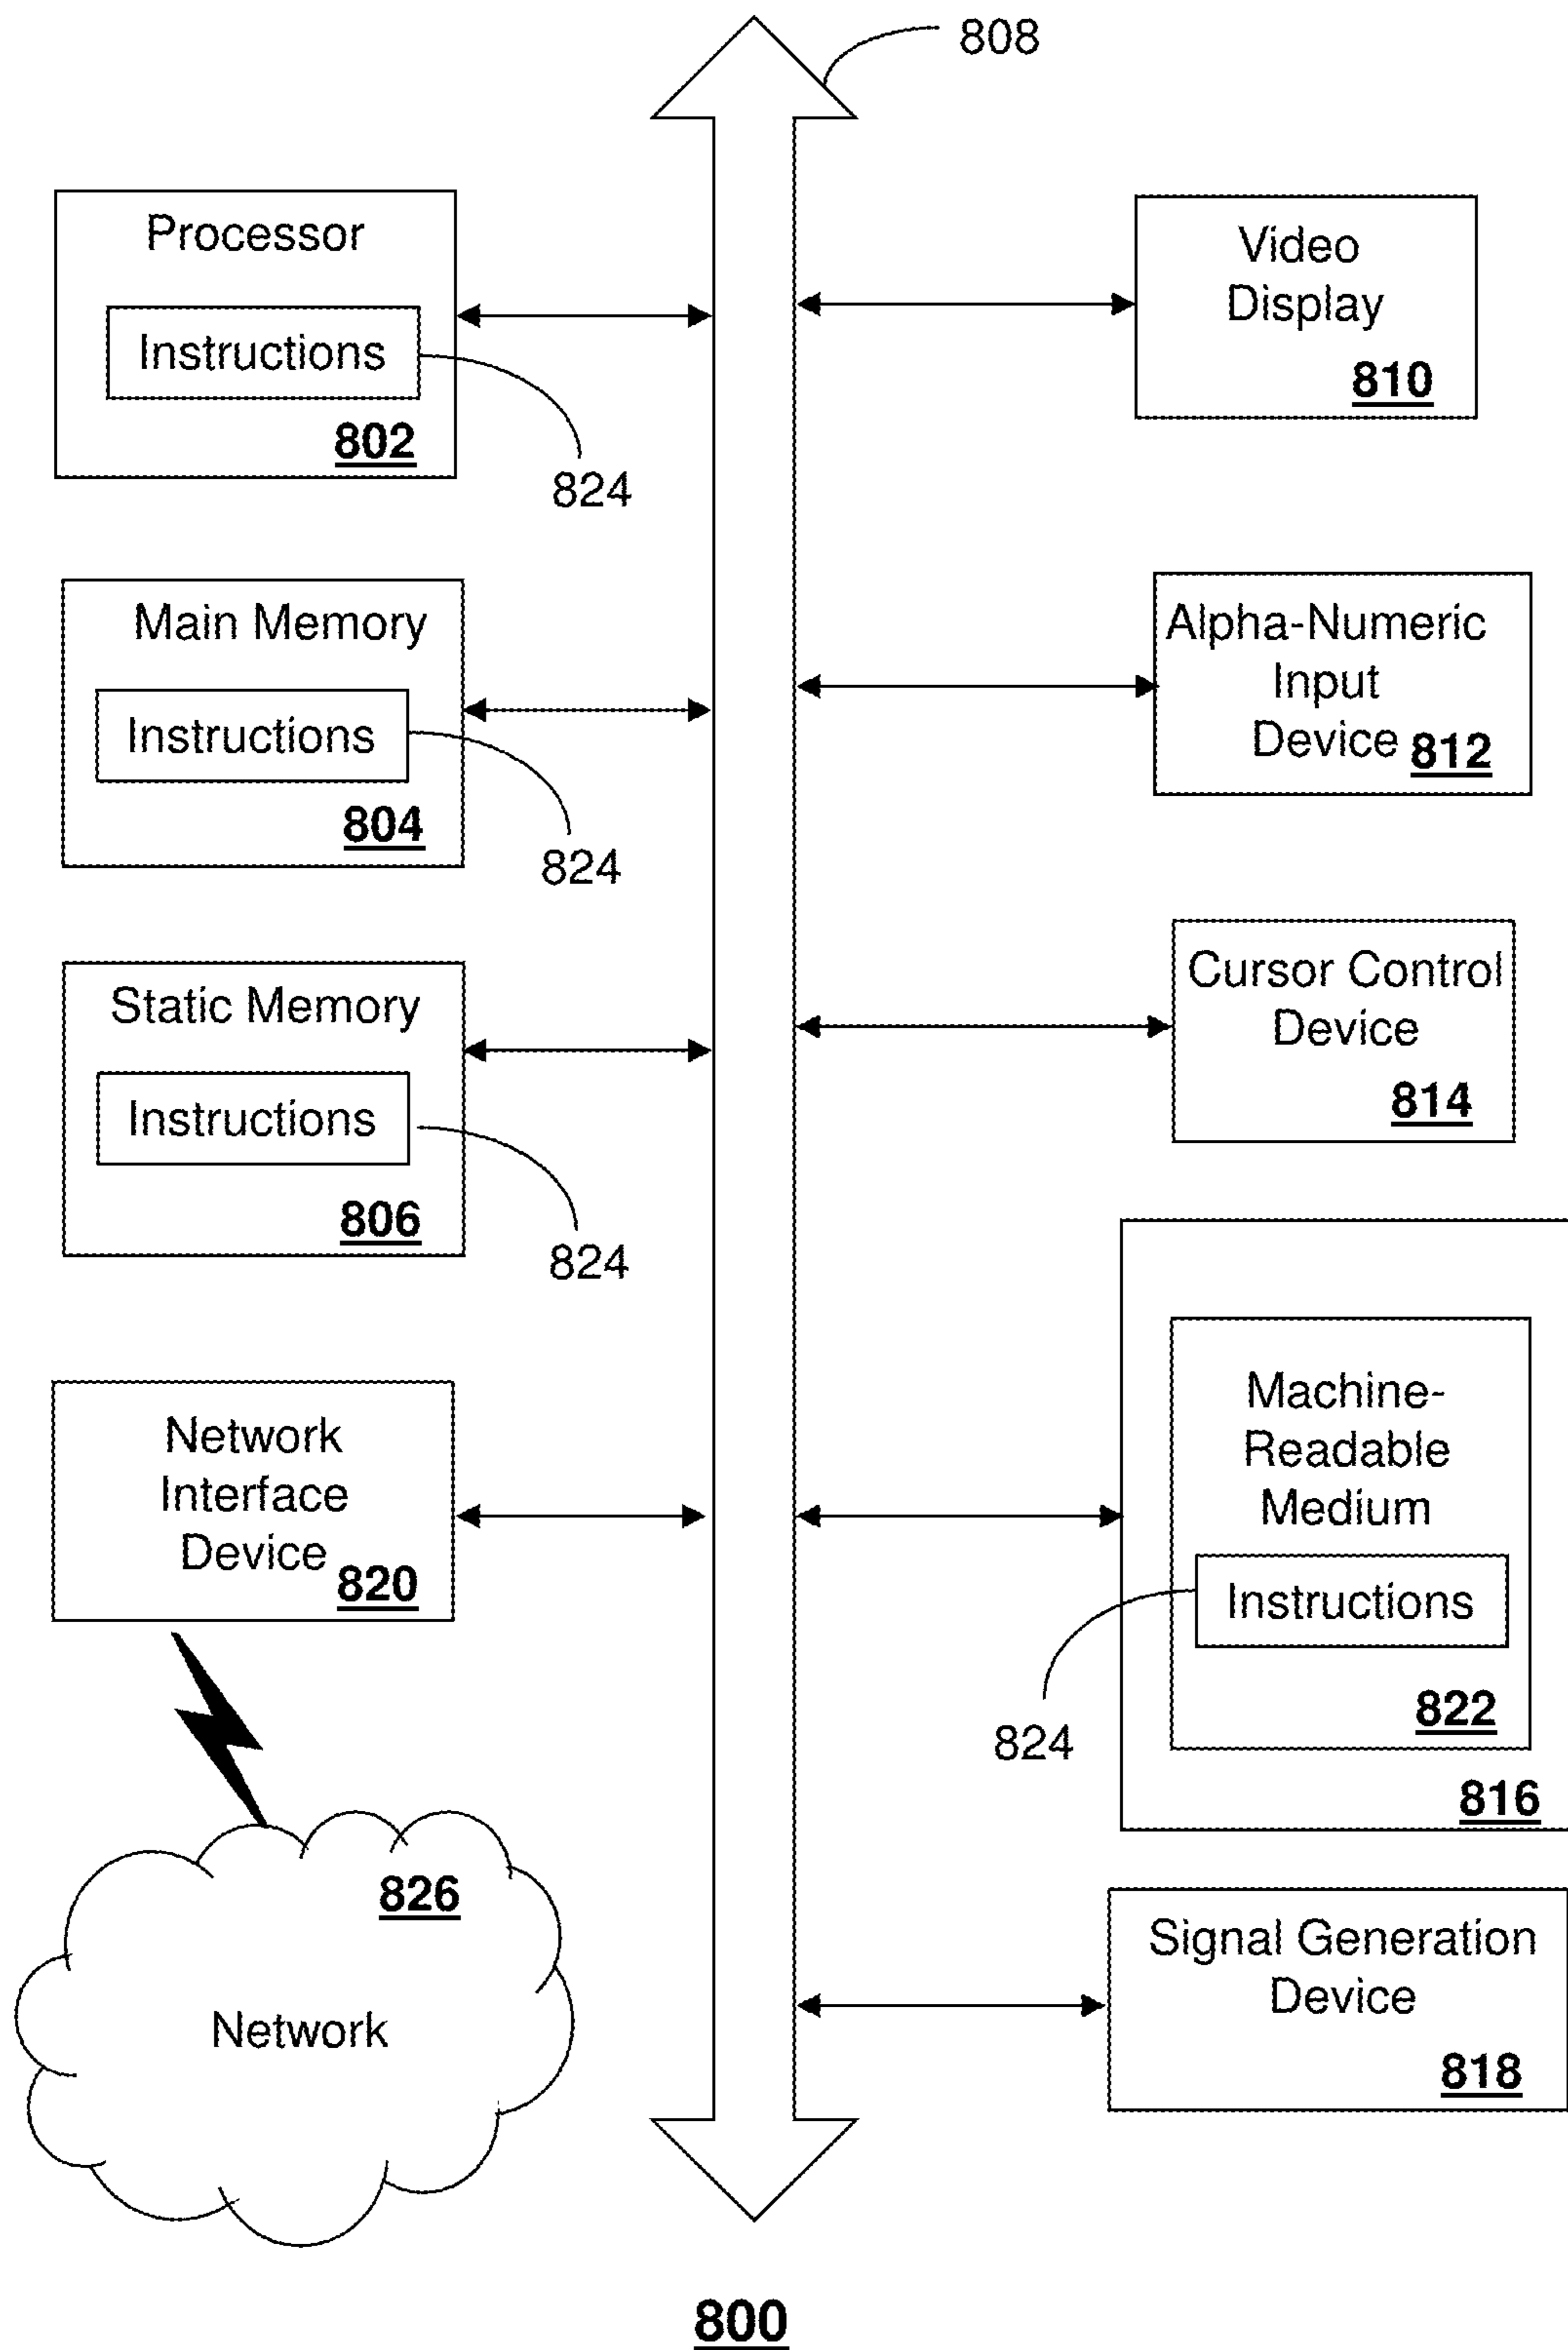 808
Processor
Instructions
802
824
Main Memory
Instructions
804
824
Static Memory
Instructions
806
824
Network
Interface
Device
820
826
Network
Video
Display
810
Alpha-Numeric
Input
Device 812
Cursor Control
Device
814
Machine-
Readable
Medium
Instructions
824
822
816
Signal Generation
Device
818
800